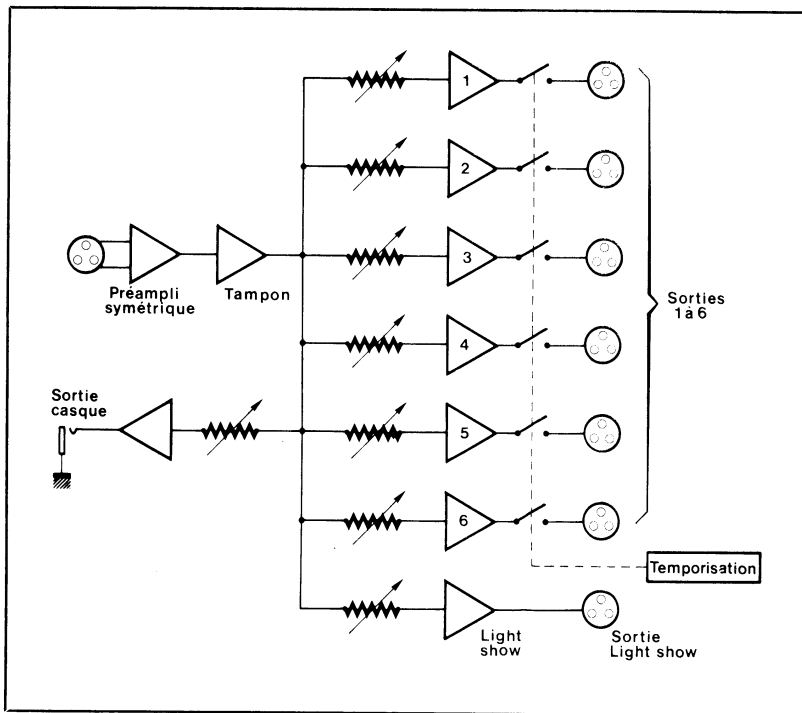 1
2
3
Préampli
symétrique
Tampon
Sorties
1 à 6
4
Sortie
casque
5
6
Temporisation
Light
show
Sortie
Light show